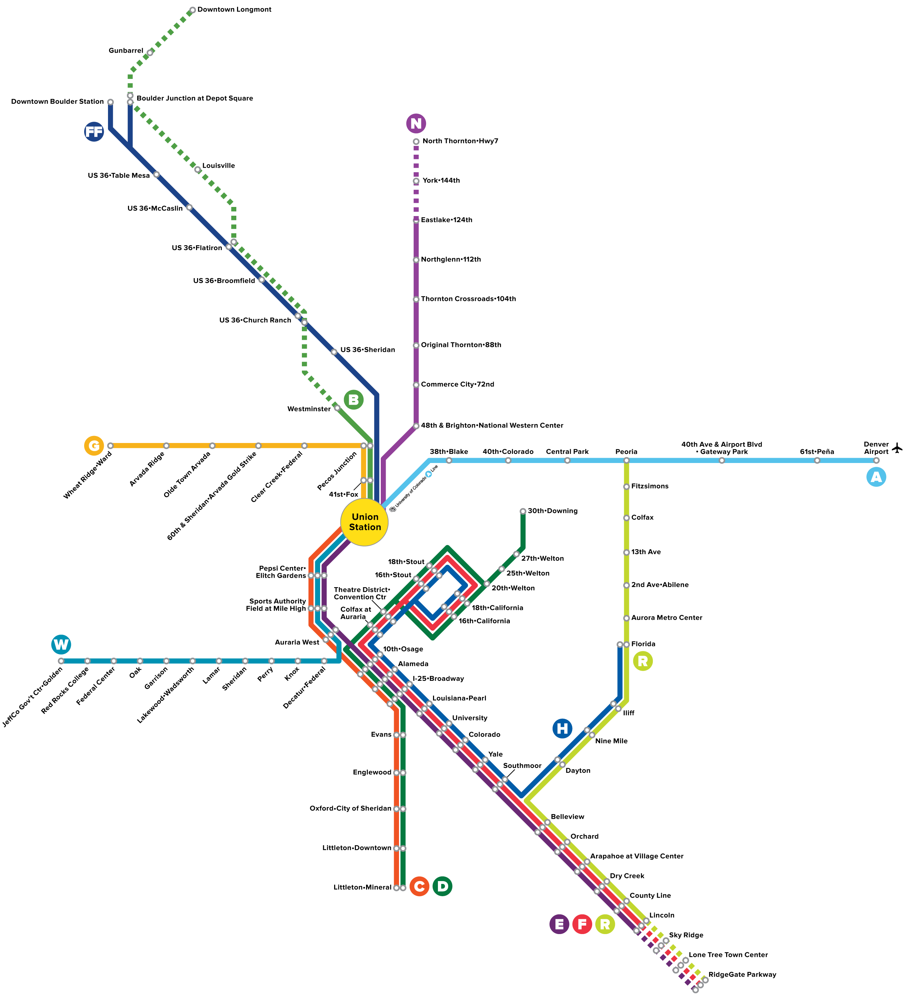 Downtown Longmont
Gunbarrel
Boulder Junction at Depot Square
Downtown Boulder Station
FF
N
North Thornton•Hwy7
Louisville
US 36•Table Mesa
York•144th
US 36•McCaslin
Eastlake•124th
US 36•Flatiron
Northglenn•112th
US 36•Broomfield
Thornton Crossroads•104th
US 36•Church Ranch
Original Thornton•88th
US 36•Sheridan
Commerce City•72nd
B
Westminster
48th & Brighton•National Western Center
G
Wheat Ridge•Ward
Arvada Ridge
Olde Town Arvada
60th & Sheridan•Arvada Gold Strike
Clear Creek•Federal
Pecos Junction
41st•Fox
38th•Blake
40th•Colorado
Central Park
Peoria
40th Ave & Airport Blvd
• Gateway Park
61st•Peña
Denver
Airport
A
University of Colorado A Line
Union
Station
Fitzsimons
Colfax
13th Ave
2nd Ave•Abilene
Aurora Metro Center
Florida
R
30th•Downing
27th•Welton
25th•Welton
20th•Welton
18th•Stout
16th•Stout
18th•California
16th•California
Theatre District•
Convention Ctr
Colfax at
Auraria
Pepsi Center•
Elitch Gardens
Sports Authority
Field at Mile High
Auraria West
W
JeffCo Gov't Ctr•Golden
Red Rocks College
Federal Center
Oak
Garrison
Lakewood•Wadsworth
Lamar
Sheridan
Perry
Knox
Decatur•Federal
10th•Osage
Alameda
I-25•Broadway
Louisiana•Pearl
University
Colorado
Yale
Southmoor
H
Iliff
Nine Mile
Dayton
Evans
Englewood
Oxford•City of Sheridan
Littleton•Downtown
Littleton•Mineral
C D
Belleview
Orchard
Arapahoe at Village Center
Dry Creek
County Line
Lincoln
E F R
Sky Ridge
Lone Tree Town Center
RidgeGate Parkway